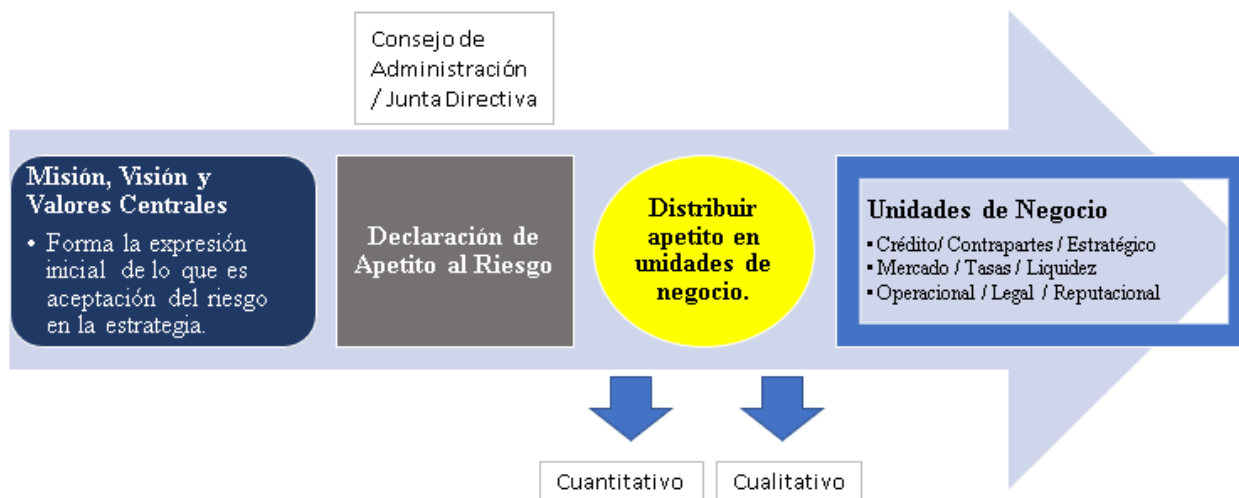 Consejo de
Administración
/ Junta Directiva
Misión, Visión y
Valores Centrales
• Forma la expresión
inicial de lo que es
aceptación del riesgo
en la estrategia.
Declaración de
Apetito al Riesgo
Distribuir
apetito en
unidades de
negocio.
Unidades de Negocio
▪Crédito/ Contrapartes / Estratégico
▪Mercado / Tasas / Liquidez
▪Operacional / Legal / Reputacional
Cuantitativo
Cualitativo